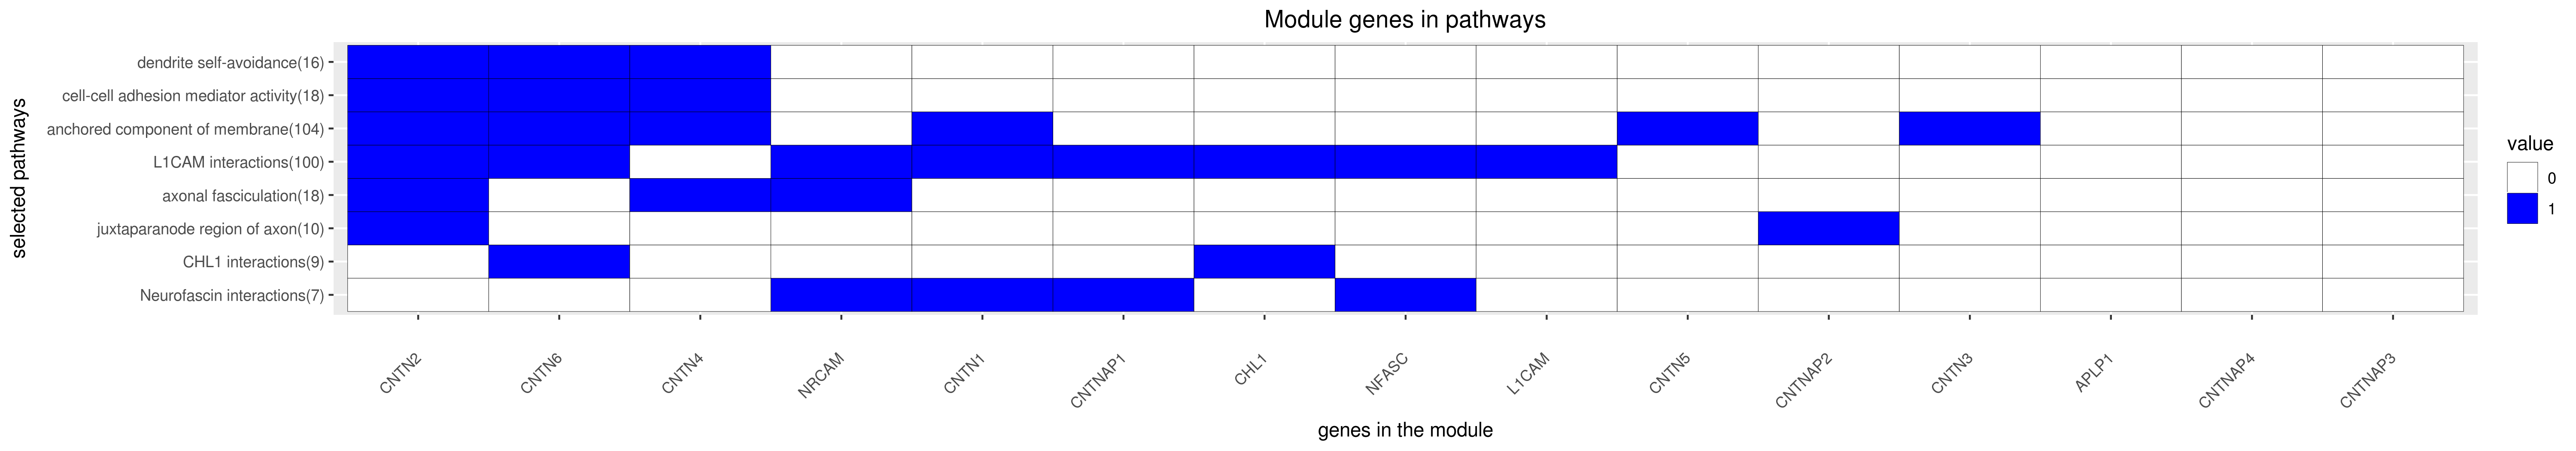 Module genes in pathways
selected pathways
dendrite self-avoidance(16)
cell-cell adhesion mediator activity(18)
anchored component of membrane(104)
L1CAM interactions(100)
axonal fasciculation(18)
juxtaparanode region of axon(10)
CHL1 interactions(9)
Neurofascin interactions(7)
CNTN2
CNTN6
CNTN4
NRCAM
CNTN1
CNTNAP1
CHL1
NFASC
L1CAM
CNTN5
CNTNAP2
CNTN3
APLP1
CNTNAP4
CNTNAP3
genes in the module
value
0
1